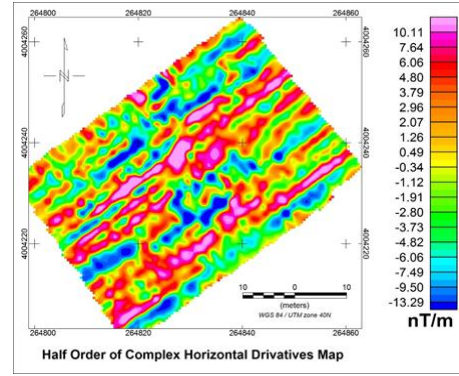 264800 264820 264840 264860
4004260 4004260
4004240 4004240
4004220 4004220
264800 264820 264840 264860
N
10 0 10
(meters)
WGS 84 / UTM zone 40N
10.11
7.64
6.06
4.80
3.79
2.96
2.07
1.26
0.49
-0.34
-1.12
-1.91
-2.80
-3.73
-4.82
-6.06
-7.49
-9.50
-13.29
nT/m
Half Order of Complex Horizontal Drivatives Map